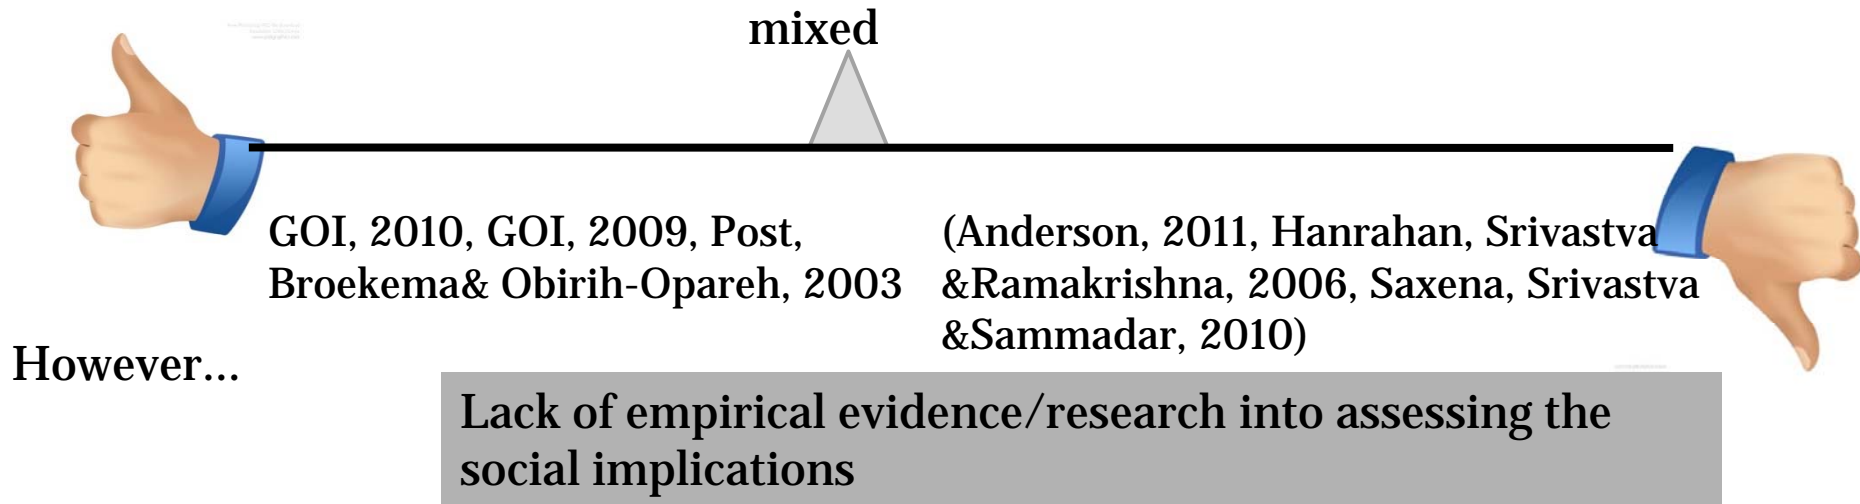 mixed
GOI, 2010, GOI, 2009, Post,
Broekema& Obirih-Opareh, 2003
(Anderson, 2011, Hanrahan, Srivastva
&Ramakrishna, 2006, Saxena, Srivastva
&Sammadar, 2010)
However...
Lack of empirical evidence/research into assessing the
social implications